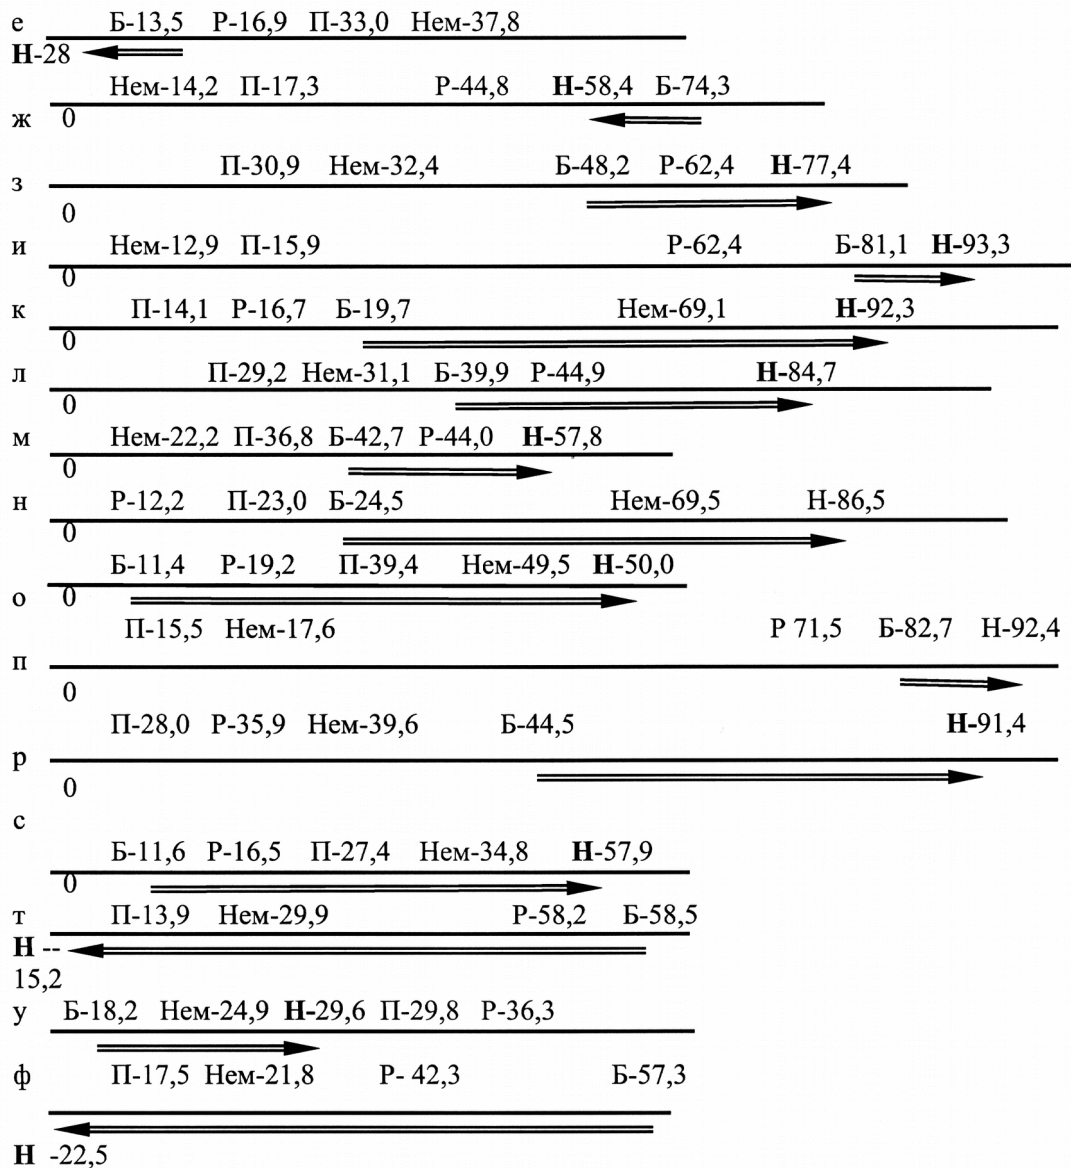 е Б-13,5 Р-16,9 П-33,0 Нем-37,8
Н-28
Нем-14,2 П-17,3 Р-44,8 Н-58,4 Б-74,3
ж 0
П-30,9 Нем-32,4 Б-48,2 Р-62,4 Н-77,4
з
0
и Нем-12,9 П-15,9 Р-62,4 Б-81,1 Н-93,3
0
к П-14,1 Р-16,7 Б-19,7 Нем-69,1 Н-92,3
0
л П-29,2 Нем-31,1 Б-39,9 Р-44,9 Н-84,7
0
м Нем-22,2 П-36,8 Б-42,7 Р-44,0 Н-57,8
0
н Р-12,2 П-23,0 Б-24,5 Нем-69,5 Н-86,5
0
Б-11,4 Р-19,2 П-39,4 Нем-49,5 Н-50,0
о 0
П-15,5 Нем-17,6 Р 71,5 Б-82,7 Н-92,4
п
0
П-28,0 Р-35,9 Нем-39,6 Б-44,5 Н-91,4
р
0
с
Б-11,6 Р-16,5 П-27,4 Нем-34,8 Н-57,9
0
т П-13,9 Нем-29,9 Р-58,2 Б-58,5
Н --
15,2
у Б-18,2 Нем-24,9 Н-29,6 П-29,8 Р-36,3
ф П-17,5 Нем-21,8 Р- 42,3 Б-57,3
Н -22,5